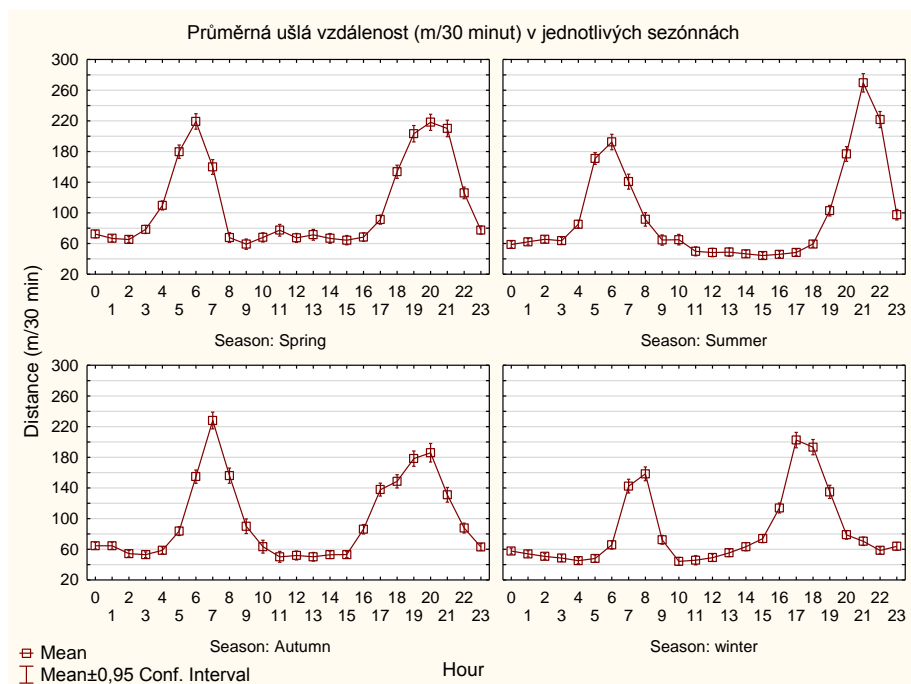 Průměrná ušlá vzdálenost (m/30 minut) v jednotlivých sezónnách
Distance (m/30 min)
300
260
220
180
140
100
60
20
0 2 4 6 8 10 12 14 16 18 20 22
1 3 5 7 9 11 13 15 17 19 21 23
Season: Spring
0 2 4 6 8 10 12 14 16 18 20 22
1 3 5 7 9 11 13 15 17 19 21 23
Season: Summer
300
260
220
180
140
100
60
20
0 2 4 6 8 10 12 14 16 18 20 22
1 3 5 7 9 11 13 15 17 19 21 23
Season: Autumn
0 2 4 6 8 10 12 14 16 18 20 22
1 3 5 7 9 11 13 15 17 19 21 23
Season: winter
Hour
Mean
Mean±0,95 Conf. Interval